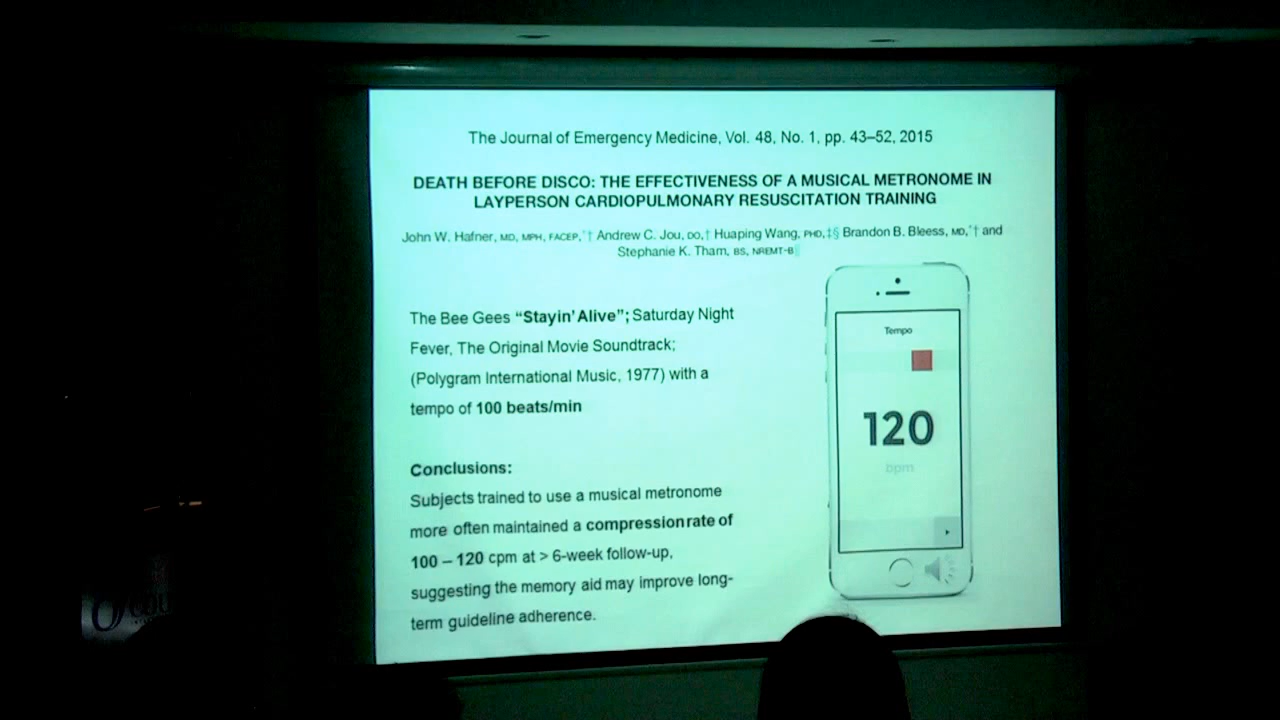 The Journal of Emergency Medicine, Vol. 48, No. 1, pp. 43–52, 2015
DEATH BEFORE DISCO: THE EFFECTIVENESS OF A MUSICAL METRONOME IN
LAYPERSON CARDIOPULMONARY RESUSCITATION TRAINING
John W. Hafner, MD, MPH, FACEP,*† Andrew C. Jou, DO,† Huaping Wang, PHD,‡§ Brandon B. Bleess, MD,*† and
Stephanie K. Tham, BS, NREMT-B
The Bee Gees “Stayin’ Alive”; Saturday Night
Fever, The Original Movie Soundtrack;
(Polygram International Music, 1977) with a
tempo of 100 beats/min
Conclusions:
Subjects trained to use a musical metronome
more often maintained a compression rate of
100 – 120 cpm at > 6-week follow-up,
suggesting the memory aid may improve long-
term guideline adherence.
Tempo
120
bpm